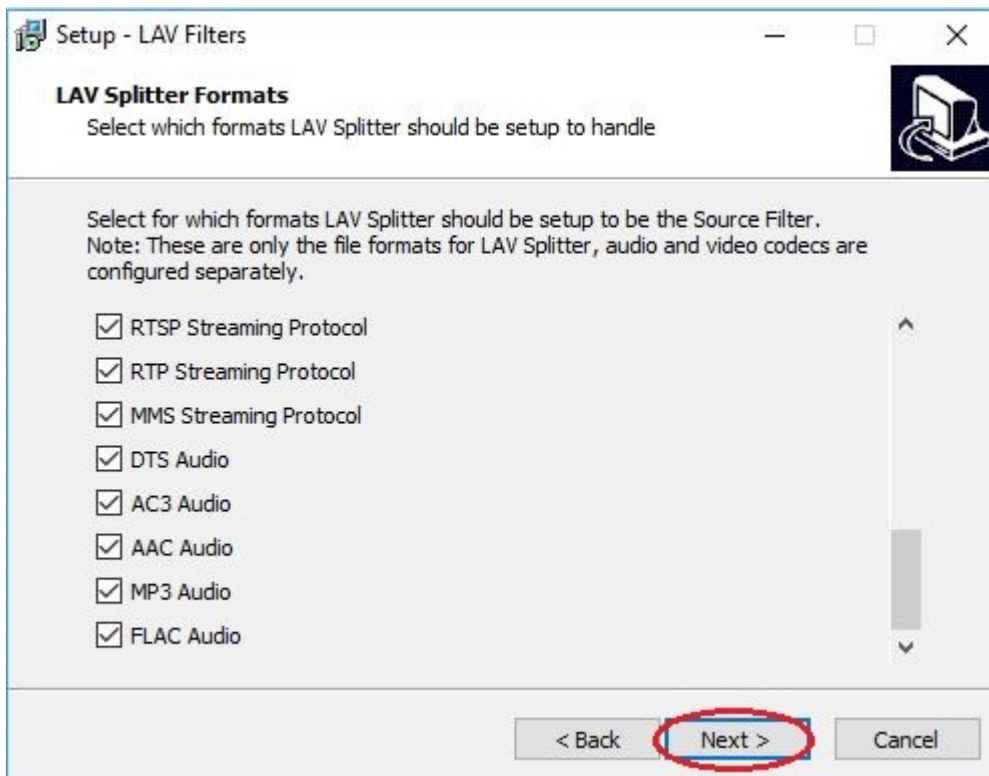 Setup - LAV Filters
LAV Splitter Formats
Select which formats LAV Splitter should be setup to handle
Select for which formats LAV Splitter should be setup to be the Source Filter.
Note: These are only the file formats for LAV Splitter, audio and video codecs are
configured separately.
RTSP Streaming Protocol
RTP Streaming Protocol
MMS Streaming Protocol
DTS Audio
AC3 Audio
AAC Audio
MP3 Audio
FLAC Audio
< Back Next > Cancel